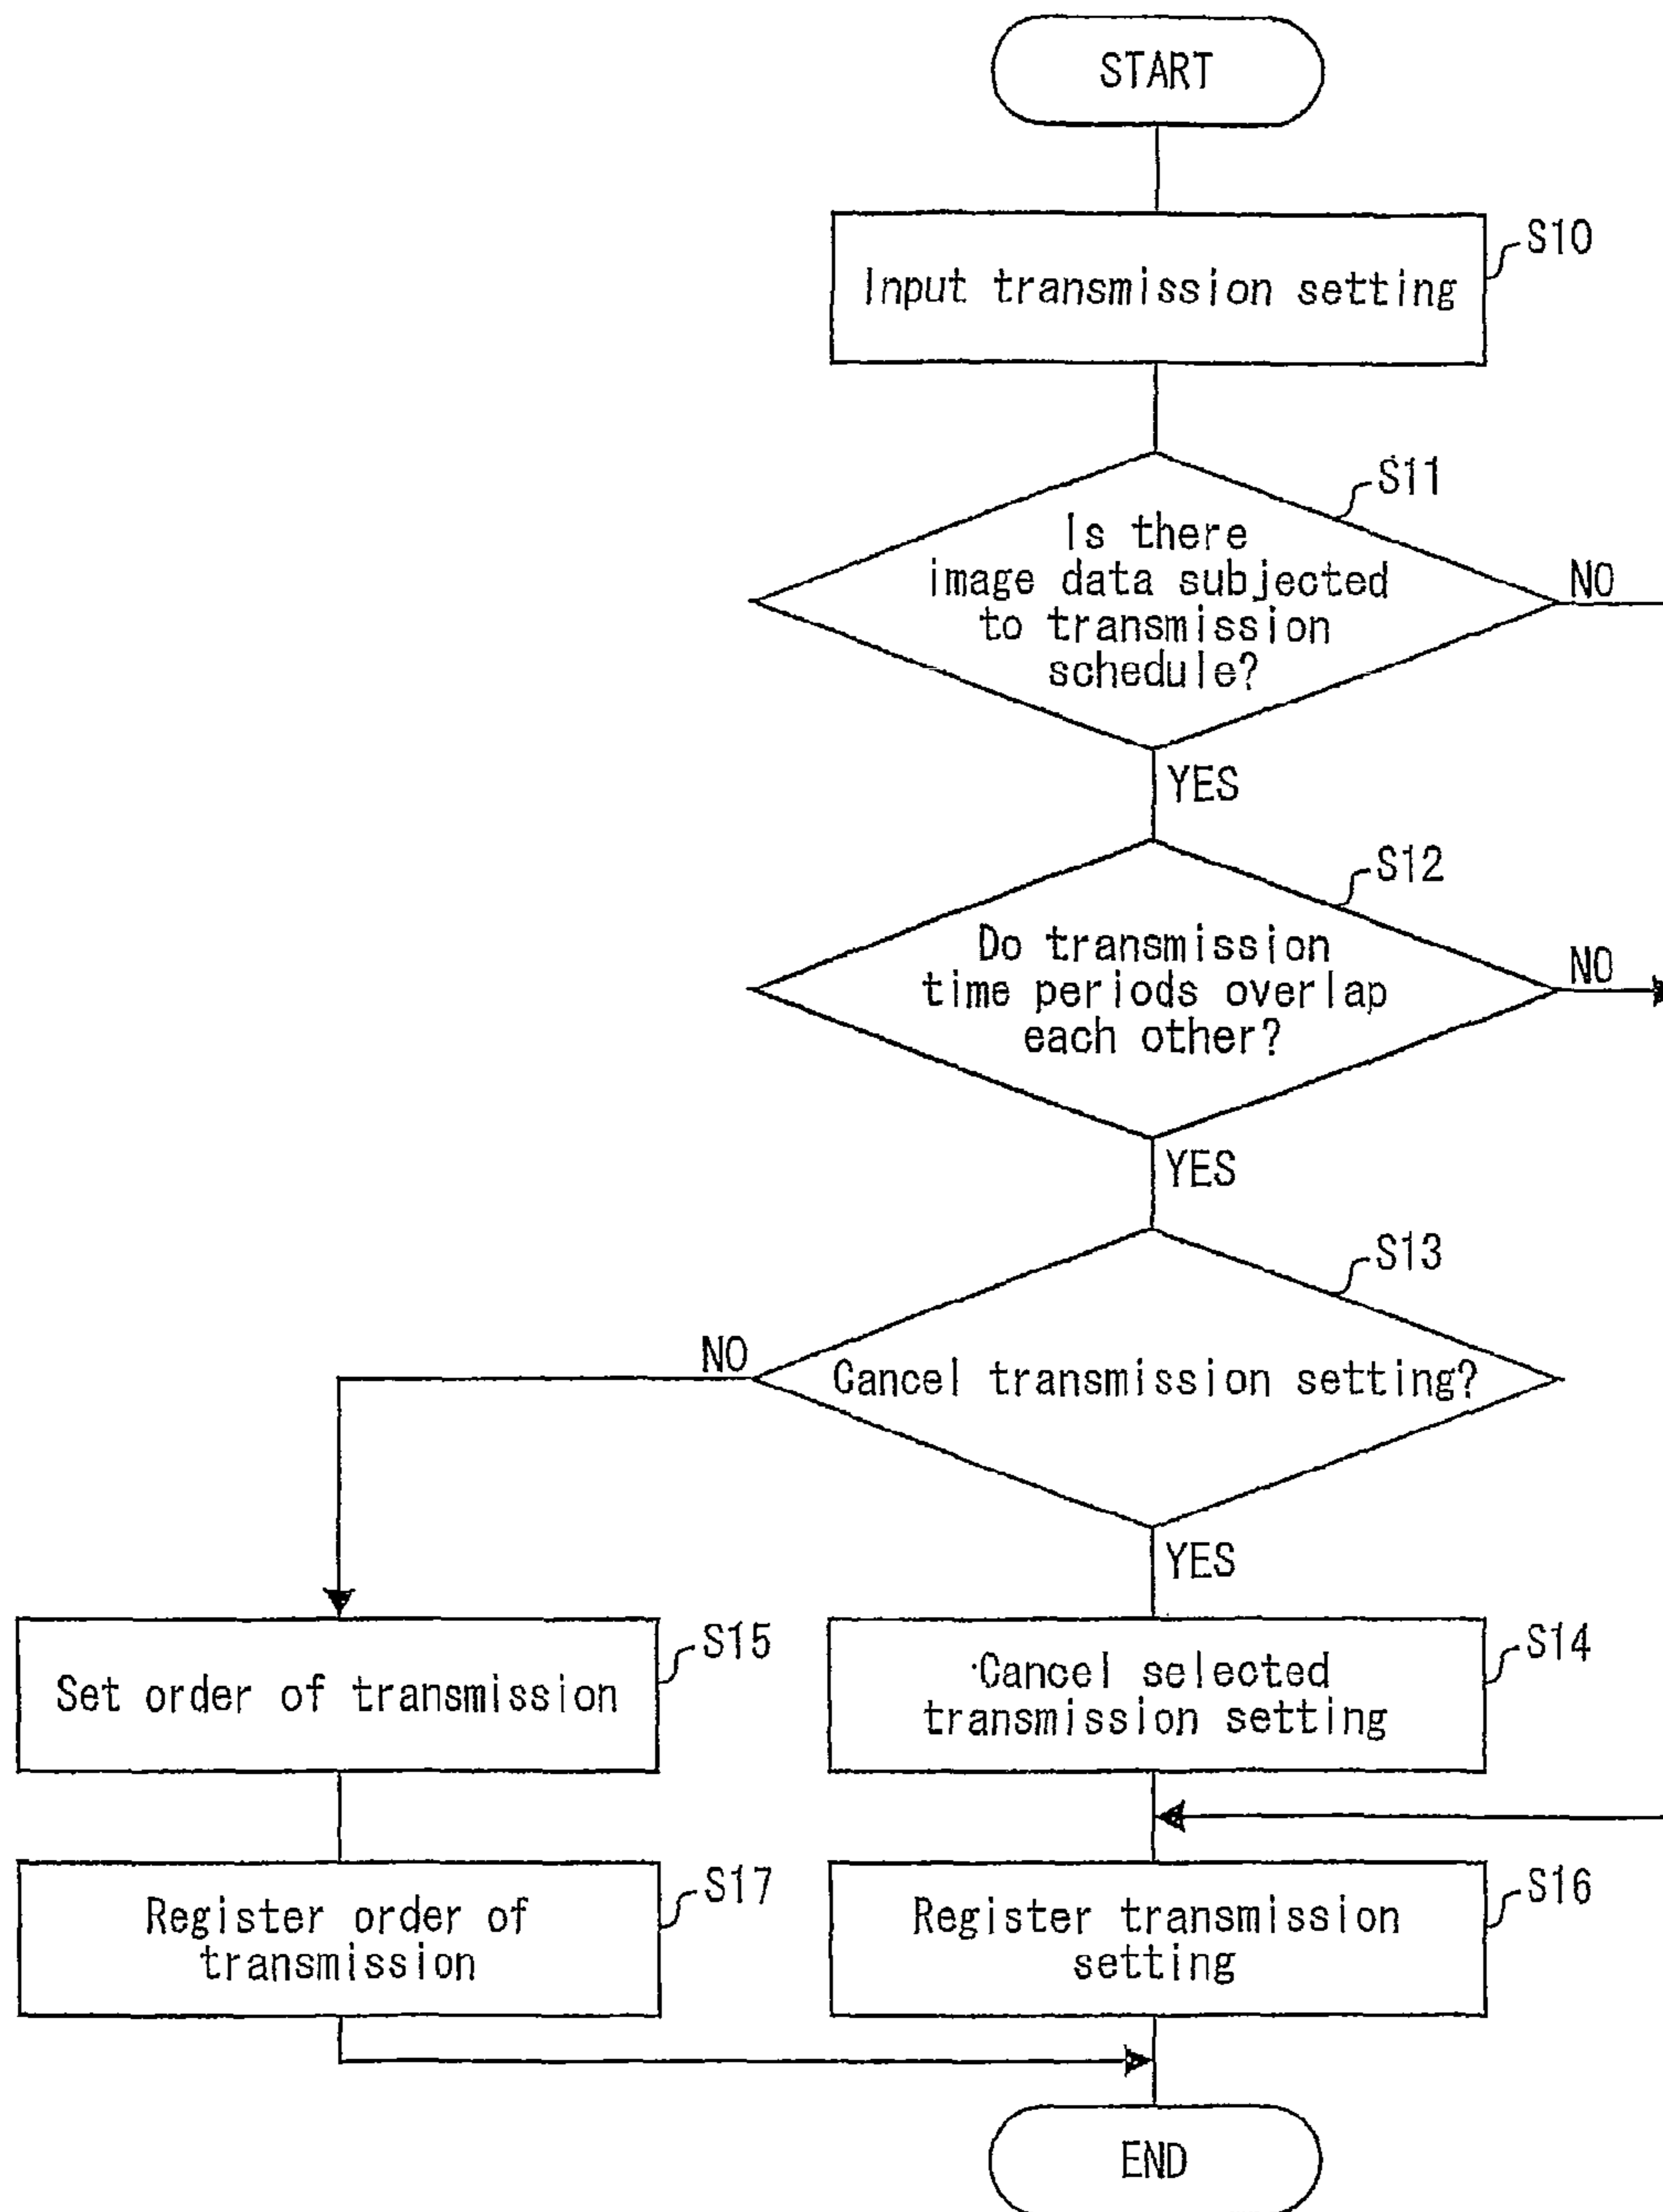 START
S10
Input transmission setting
S11
Is there
image data subjected
to transmission
schedule?
NO
YES
S12
Do transmission
time periods overlap
each other?
NO
YES
S13
NO
Cancel transmission setting?
YES
S15
Set order of transmission
S14
Cancel selected
transmission setting
S17
Register order of
transmission
S16
Register transmission
setting
END